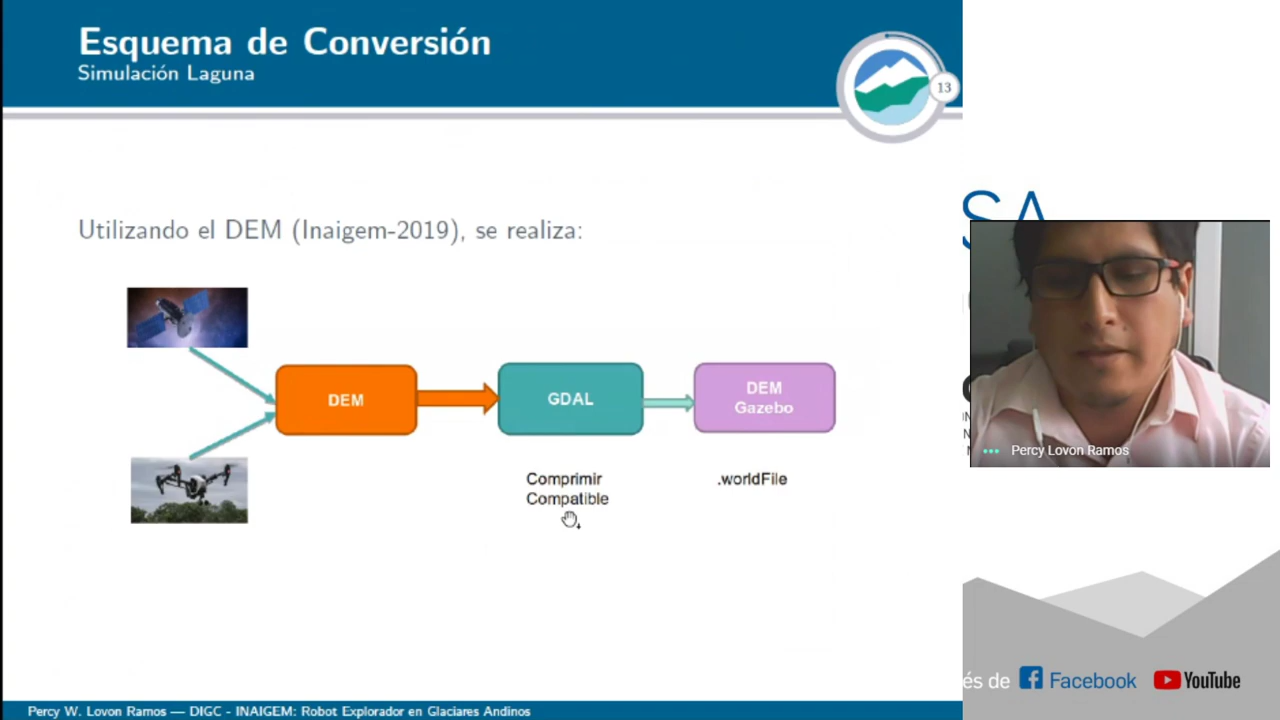 Esquema de Conversión
Simulación Laguna
13
Utilizando el DEM (Inaigem-2019), se realiza:
DEM
GDAL
DEM
Gazebo
Comprimir
Compatible
.worldFile
SA
Percy Lovon Ramos
és de Facebook YouTube
Percy W. Lovon Ramos — DIGC - INAIGEM: Robot Explorador en Glaciares Andinos